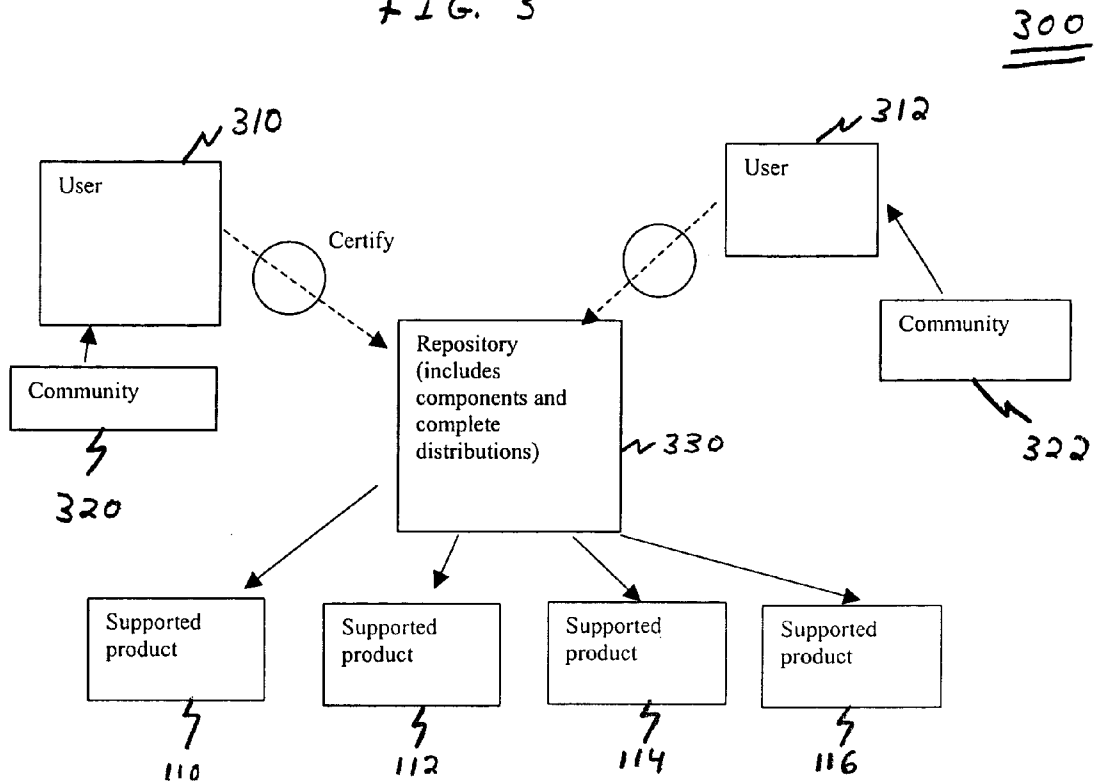 FIG. 3
300
310
312
User
User
Certify
Community
Community
Repository
(includes
components and
complete
distributions)
330
322
320
Supported
product
Supported
product
Supported
product
Supported
product
110
112
114
116